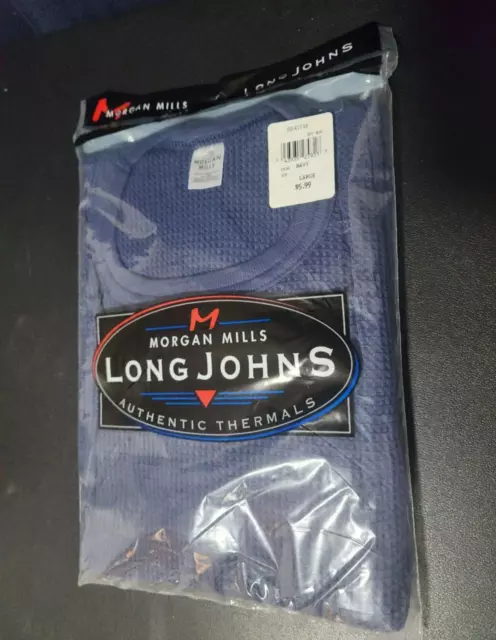 M MORGAN MILLS
LONG JOHNS
MORGAN
MILLS
NAVY
LARGE
$5.99
M
MORGAN MILLS
LONG JOHNS
AUTHENTIC THERMALS